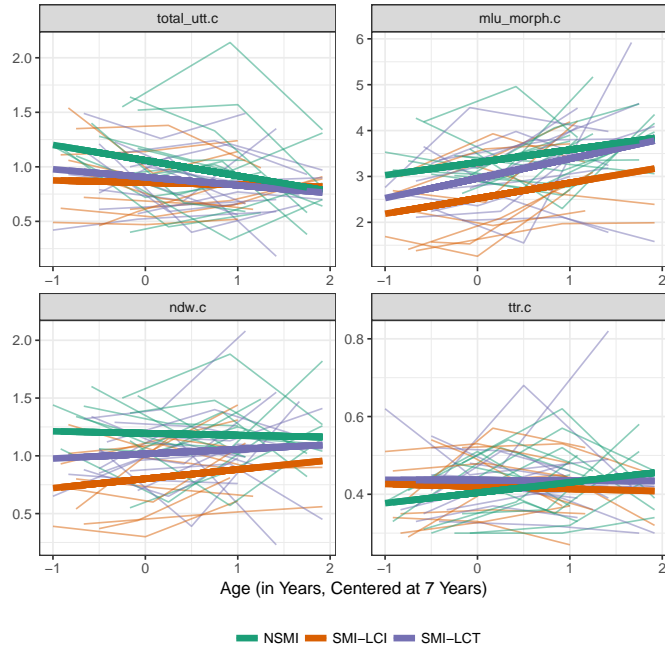 total_utt.c
mlu_morph.c
2.0
1.5
1.0
0.5
6
5
4
3
2
−1 0 1 2
−1 0 1 2
ndw.c
ttr.c
2.0
1.5
1.0
0.5
0.8
0.6
0.4
−1 0 1 2
−1 0 1 2
Age (in Years, Centered at 7 Years)
NSMI SMI−LCI SMI−LCT